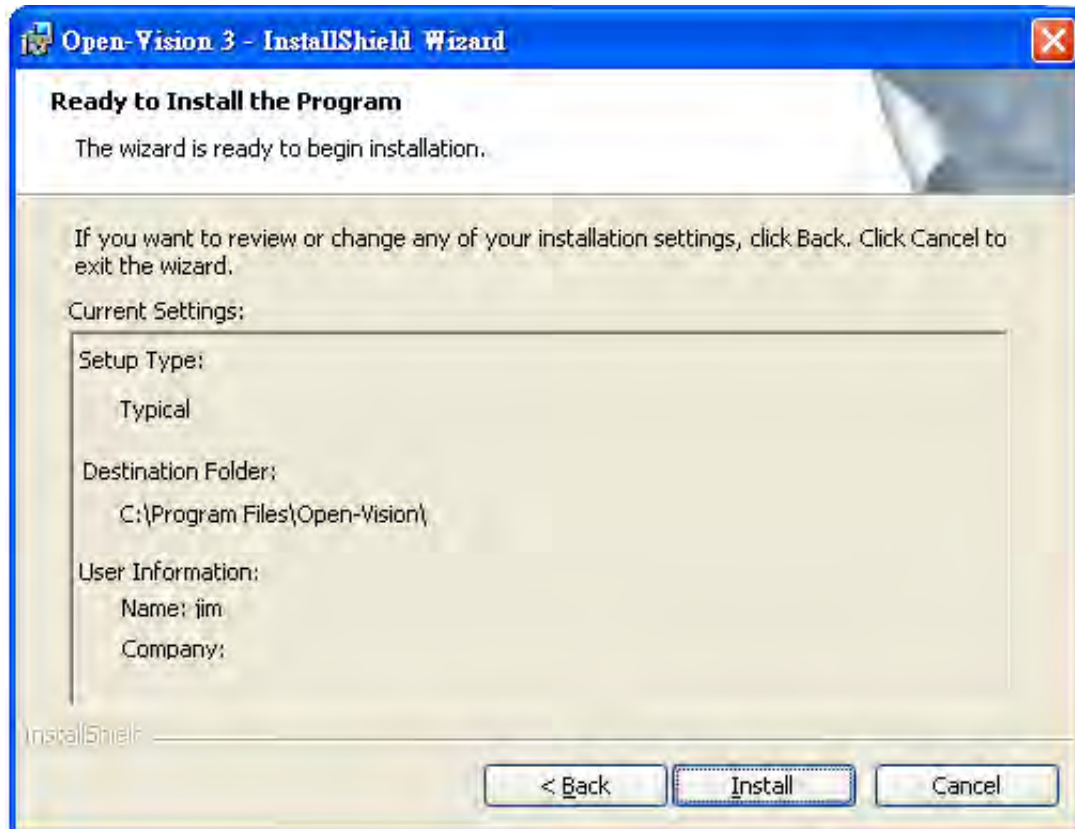 Open-Vision 3 - InstallShield Wizard
Ready to Install the Program
The wizard is ready to begin installation.
If you want to review or change any of your installation settings, click Back. Click Cancel to
exit the wizard.
Current Settings:
Setup Type:
Typical
Destination Folder:
C:\Program Files\Open-Vision\
User Information:
Name: jim
Company:
InstallShield
< Back
Install
Cancel